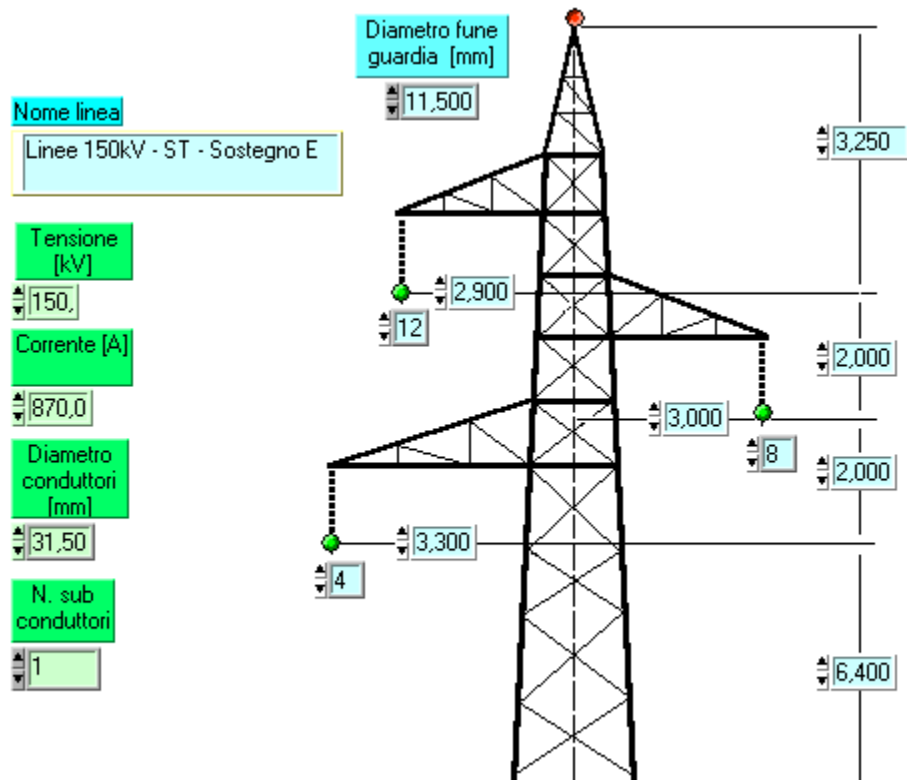 Diametro fune
guardia [mm]
11,500
Nome linea
Linee 150kV - ST - Sostegno E
3,250
Tensione
[kV]
150,
2,900
12
Corrente [A]
2,000
870,0
3,000
8
Diametro
conduttori
[mm]
2,000
31,50
3,300
4
N. sub
conduttori
1
6,400